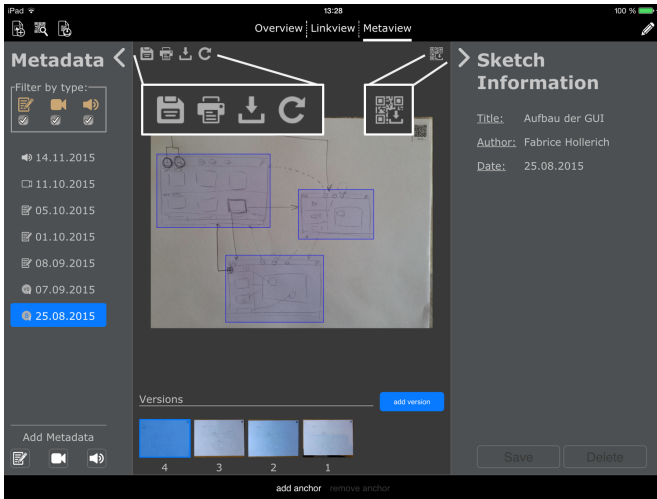 iPad 13:28 100 %
Overview Linkview Metaview
Metadata
Filter by type:
14.11.2015
11.10.2015
05.10.2015
01.10.2015
08.09.2015
07.09.2015
25.08.2015
Add Metadata
Versions
add version
4 3 2 1
Sketch
Information
Title: Aufbau der GUI
Author: Fabrice Hollerich
Date: 25.08.2015
Save Delete
add anchor remove anchor